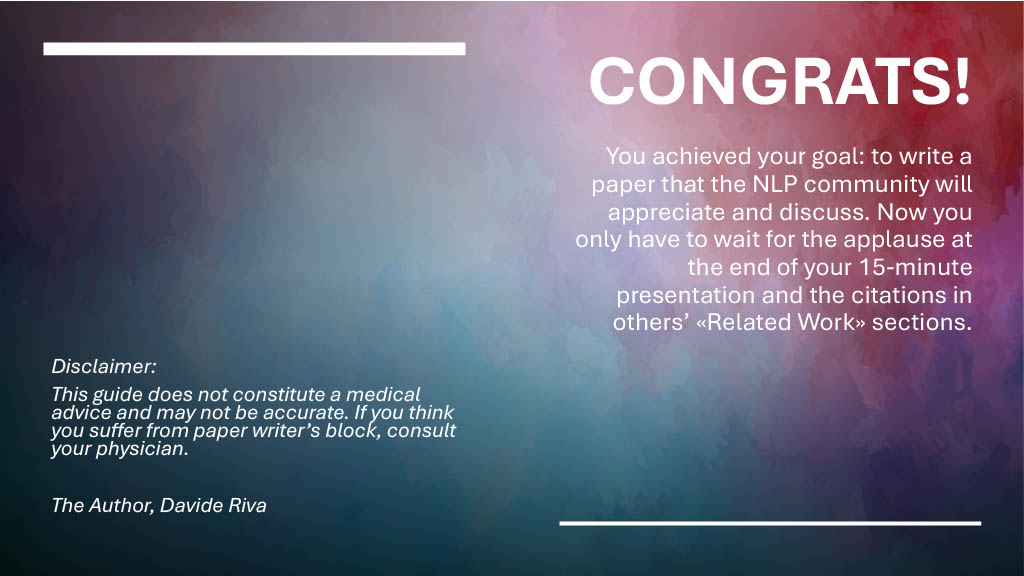 CONGRATS!
You achieved your goal: to write a
paper that the NLP community will
appreciate and discuss. Now you
only have to wait for the applause at
the end of your 15-minute
presentation and the citations in
others’ «Related Work» sections.
Disclaimer:
This guide does not constitute a medical
advice and may not be accurate. If you think
you suffer from paper writer’s block, consult
your physician.
The Author, Davide Riva